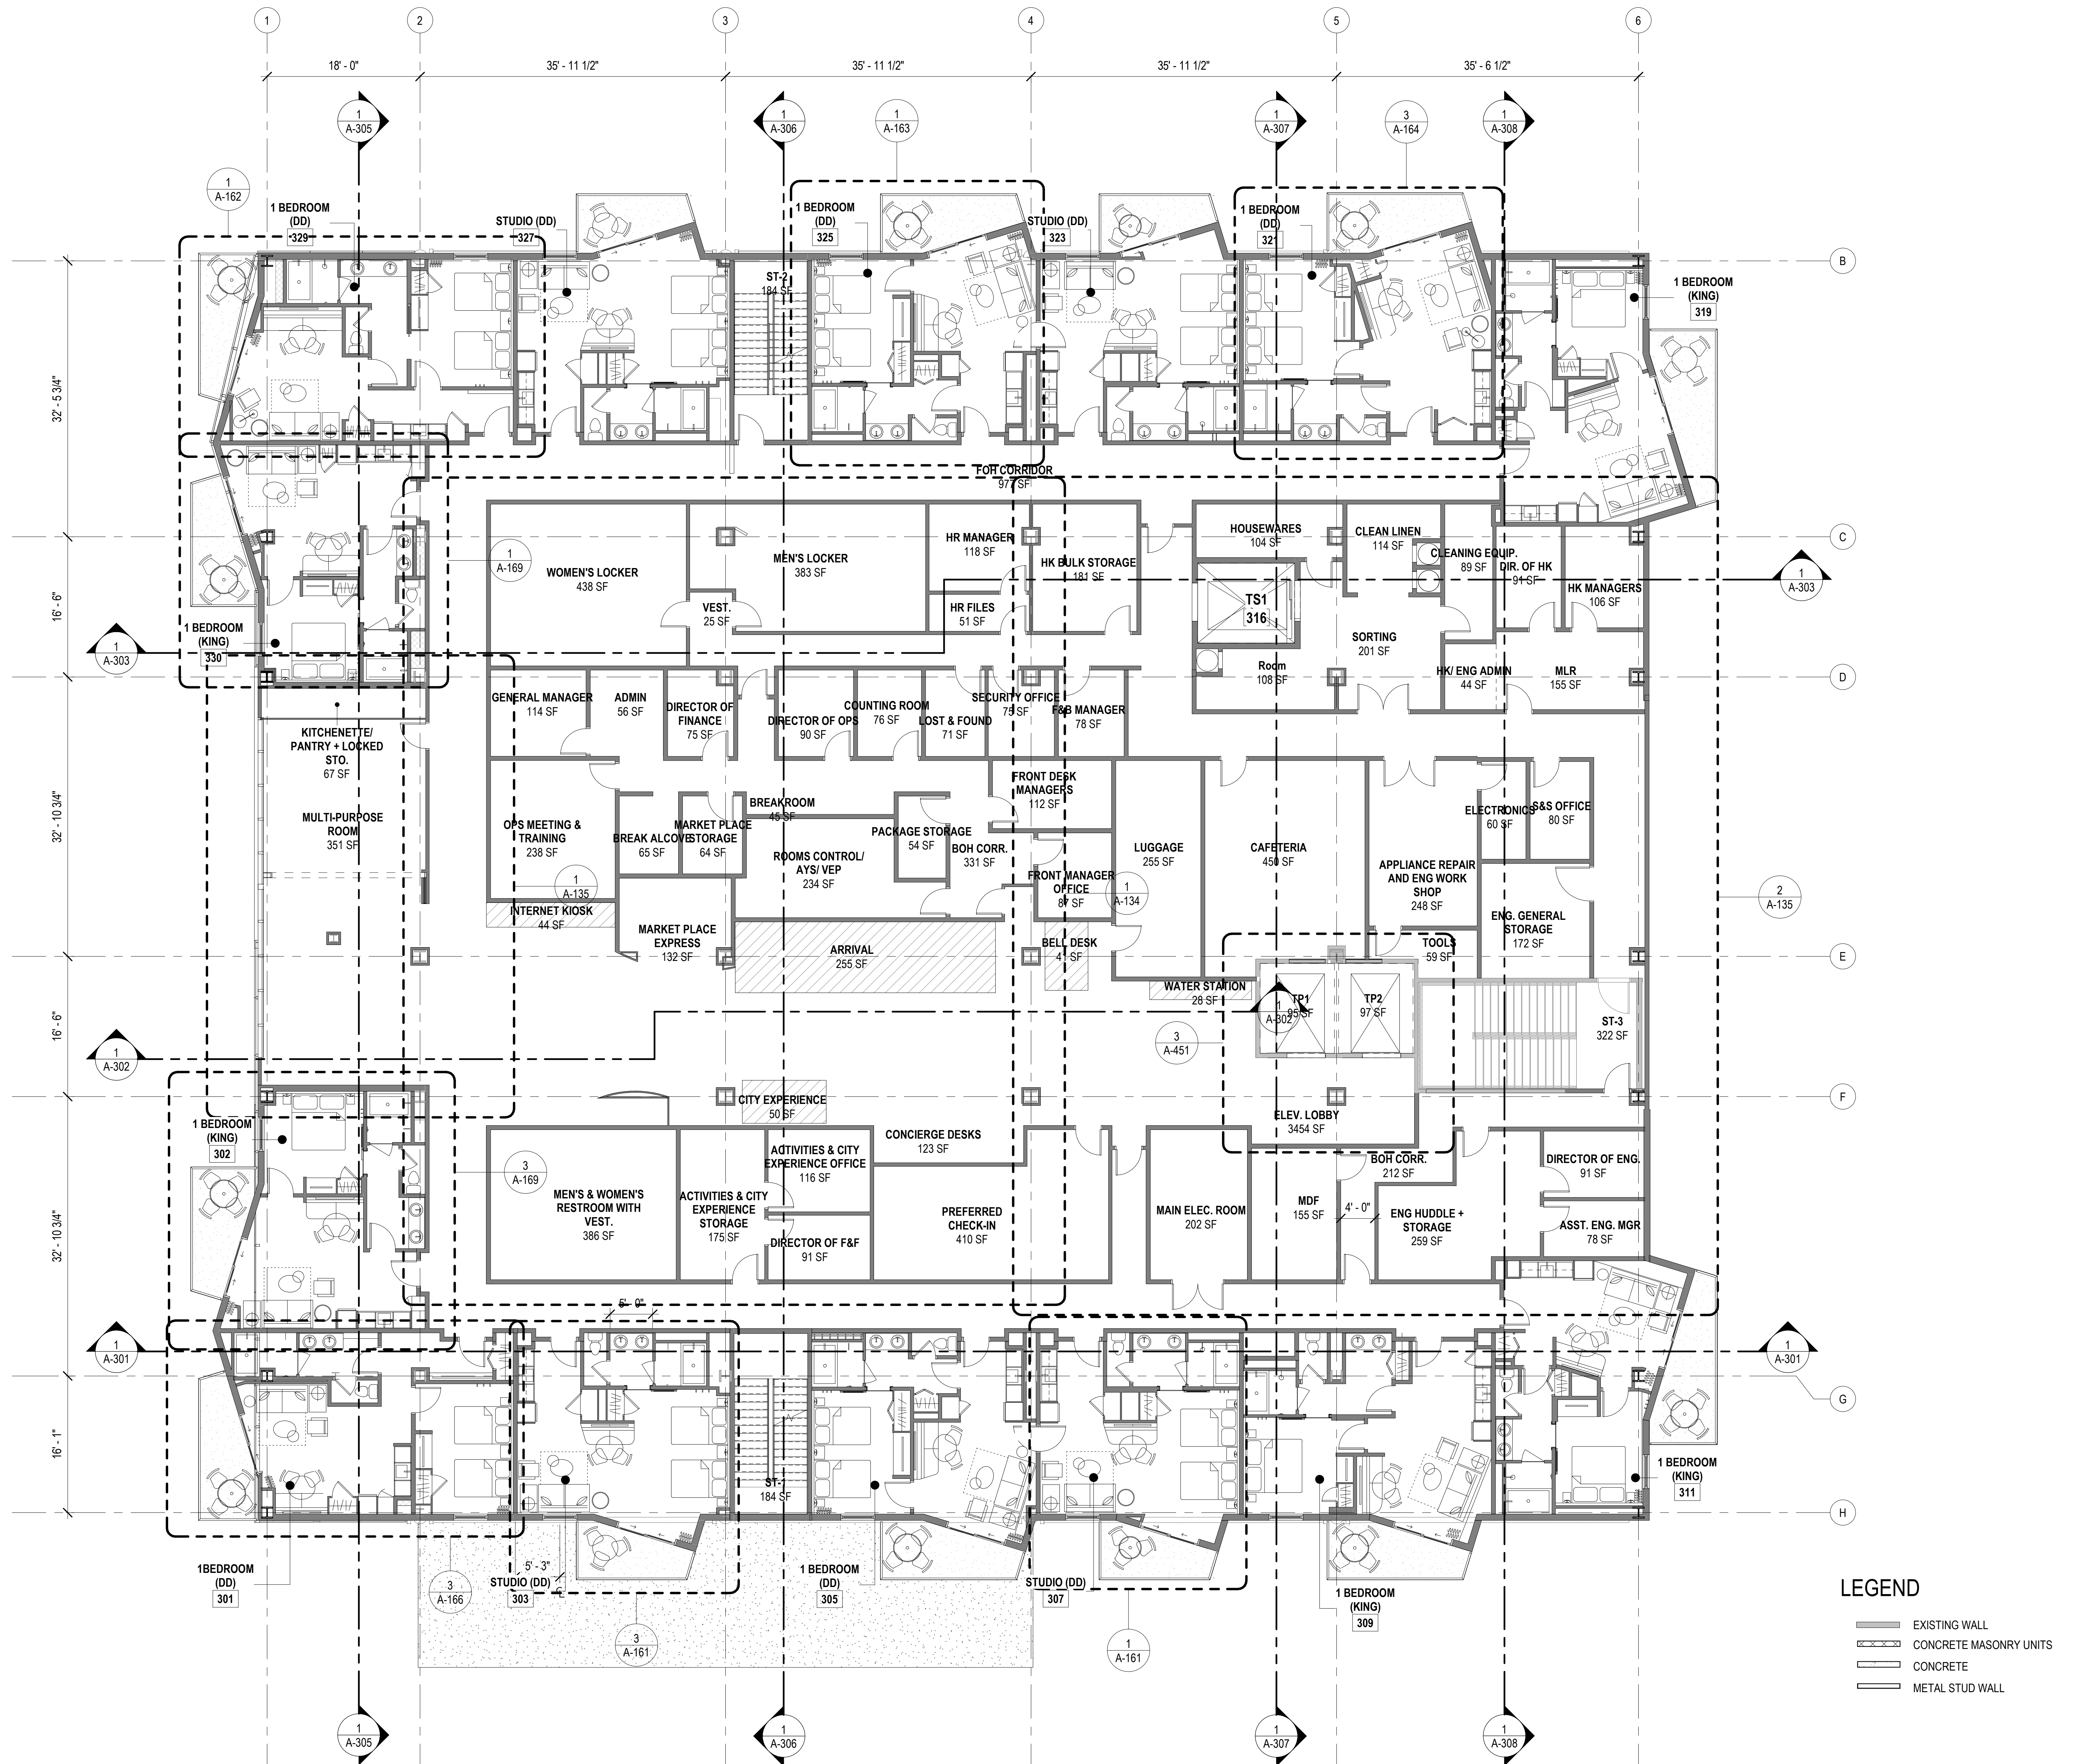 1
2
3
4
5
6
18' - 0"
35' - 11 1/2"
35' - 11 1/2"
35' - 11 1/2"
35' - 6 1/2"
1
A-305
1
A-306
1
A-163
1
A-307
3
A-164
1
A-308
1
A-162
1 BEDROOM
(DD)
329
STUDIO (DD)
327
1 BEDROOM
(DD)
325
STUDIO (DD)
323
1 BEDROOM
(DD)
321
1 BEDROOM
(KING)
319
ST-2
184 SF
B
32' - 5 3/4"
FOH CORRIDOR
977 SF
1
A-169
WOMEN'S LOCKER
438 SF
MEN'S LOCKER
383 SF
VEST.
25 SF
HR MANAGER
118 SF
HR FILES
51 SF
HK BULK STORAGE
181 SF
HOUSEWARES
104 SF
CLEAN LINEN
114 SF
CLEANING EQUIP.
89 SF
DIR. OF HK
91 SF
HK MANAGERS
106 SF
C
1
A-303
TS1
316
SORTING
201 SF
Room
108 SF
HK/ ENG ADMIN
44 SF
MLR
155 SF
16' - 6"
1
A-303
1 BEDROOM
(KING)
330
D
GENERAL MANAGER
114 SF
ADMIN
56 SF
DIRECTOR OF
FINANCE
75 SF
DIRECTOR OF OPS
90 SF
COUNTING ROOM
76 SF
LOST & FOUND
71 SF
SECURITY OFFICE
75 SF
F&B MANAGER
78 SF
KITCHENETTE/
PANTRY + LOCKED
STO.
67 SF
MULTI-PURPOSE
ROOM
351 SF
32' - 10 3/4"
OPS MEETING &
TRAINING
238 SF
BREAK ALCOVE
65 SF
MARKET PLACE
STORAGE
64 SF
BREAKROOM
45 SF
ROOMS CONTROL/
AYS/ VEP
234 SF
PACKAGE STORAGE
54 SF
BOH CORR.
331 SF
FRONT DESK
MANAGERS
112 SF
FRONT MANAGER
OFFICE
87 SF
1
A-134
LUGGAGE
255 SF
CAFETERIA
450 SF
APPLIANCE REPAIR
AND ENG WORK
SHOP
248 SF
ELECTRONICS
60 SF
S&S OFFICE
80 SF
ENG. GENERAL
STORAGE
172 SF
TOOLS
59 SF
2
A-135
1
A-135
INTERNET KIOSK
44 SF
MARKET PLACE
EXPRESS
132 SF
ARRIVAL
255 SF
BELL DESK
41 SF
WATER STATION
28 SF
E
TP1
95 SF
TP2
97 SF
1
A-302
ST-3
322 SF
3
A-451
16' - 6"
1
A-302
CITY EXPERIENCE
50 SF
ELEV. LOBBY
3454 SF
F
1 BEDROOM
(KING)
302
3
A-169
MEN'S & WOMEN'S
RESTROOM WITH
VEST.
386 SF
ACTIVITIES & CITY
EXPERIENCE
STORAGE
175 SF
ACTIVITIES & CITY
EXPERIENCE OFFICE
116 SF
DIRECTOR OF F&F
91 SF
CONCIERGE DESKS
123 SF
PREFERRED
CHECK-IN
410 SF
MAIN ELEC. ROOM
202 SF
MDF
155 SF
BOH CORR.
212 SF
4' - 0"
ENG HUDDLE +
STORAGE
259 SF
DIRECTOR OF ENG.
91 SF
ASST. ENG. MGR
78 SF
32' - 10 3/4"
5' - 0"
1
A-301
1
A-301
G
16' - 1"
ST-1
184 SF
1 BEDROOM
(KING)
311
H
1BEDROOM
(DD)
301
3
A-166
5' - 3"
STUDIO (DD)
303
3
A-161
1 BEDROOM
(DD)
305
STUDIO (DD)
307
1
A-161
1 BEDROOM
(KING)
309
1
A-305
1
A-306
1
A-307
1
A-308
LEGEND
EXISTING WALL
CONCRETE MASONRY UNITS
CONCRETE
METAL STUD WALL